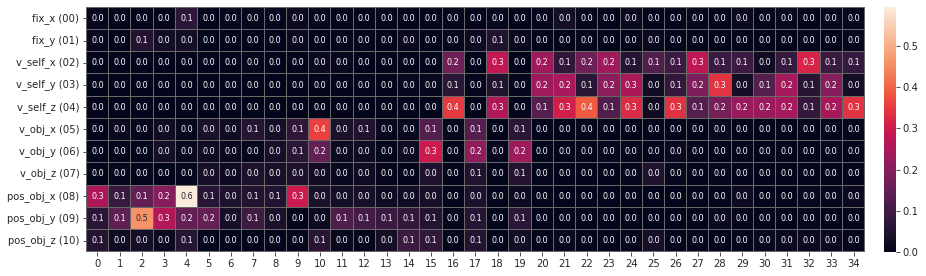 fix_x (00) 0.0 0.0 0.0 0.0 0.1 0.0 0.0 0.0 0.0 0.0 0.0 0.0 0.0 0.0 0.0 0.0 0.0 0.0 0.0 0.0 0.0 0.0 0.0 0.0 0.0 0.0 0.0 0.0 0.0 0.0 0.0 0.0 0.0 0.0 0.0
fix_y (01) 0.0 0.0 0.1 0.0 0.0 0.0 0.0 0.0 0.0 0.0 0.0 0.0 0.0 0.0 0.0 0.0 0.0 0.0 0.1 0.0 0.0 0.0 0.0 0.0 0.0 0.0 0.0 0.0 0.0 0.0 0.0 0.0 0.0 0.0 0.0
v_self_x (02) 0.0 0.0 0.0 0.0 0.0 0.0 0.0 0.0 0.0 0.0 0.0 0.0 0.0 0.0 0.0 0.0 0.2 0.0 0.3 0.0 0.2 0.1 0.2 0.2 0.1 0.1 0.1 0.3 0.1 0.2 0.0 0.1 0.3 0.1 0.1
v_self_y (03) 0.0 0.0 0.0 0.0 0.0 0.0 0.0 0.0 0.0 0.0 0.0 0.0 0.0 0.0 0.0 0.0 0.1 0.0 0.1 0.0 0.2 0.2 0.1 0.2 0.2 0.0 0.1 0.2 0.3 0.0 0.1 0.2 0.1 0.2 0.0
v_self_z (04) 0.0 0.0 0.0 0.0 0.0 0.0 0.0 0.0 0.0 0.0 0.0 0.0 0.0 0.0 0.0 0.0 0.4 0.0 0.3 0.0 0.1 0.3 0.4 0.1 0.3 0.0 0.3 0.1 0.2 0.2 0.2 0.2 0.1 0.2 0.3
v_obj_x (05) 0.0 0.0 0.0 0.0 0.0 0.0 0.0 0.1 0.0 0.1 0.4 0.0 0.1 0.0 0.0 0.1 0.0 0.1 0.0 0.1 0.0 0.0 0.0 0.0 0.0 0.0 0.0 0.0 0.0 0.0 0.0 0.0 0.0 0.0 0.0
v_obj_y (06) 0.0 0.0 0.0 0.0 0.0 0.0 0.0 0.0 0.0 0.1 0.2 0.0 0.0 0.0 0.0 0.3 0.0 0.2 0.0 0.2 0.0 0.0 0.0 0.0 0.0 0.0 0.0 0.0 0.0 0.0 0.0 0.0 0.0 0.0 0.0
v_obj_z (07) 0.0 0.0 0.0 0.0 0.0 0.0 0.0 0.0 0.0 0.0 0.0 0.0 0.0 0.0 0.0 0.0 0.0 0.1 0.0 0.1 0.0 0.0 0.0 0.0 0.0 0.0 0.0 0.0 0.0 0.0 0.0 0.0 0.0 0.0 0.0
pos_obj_x (08) 0.3 0.1 0.1 0.2 0.6 0.1 0.0 0.1 0.1 0.3 0.0 0.0 0.0 0.0 0.0 0.0 0.0 0.0 0.0 0.0 0.0 0.0 0.0 0.0 0.0 0.0 0.0 0.0 0.0 0.0 0.0 0.0 0.0 0.0 0.0
pos_obj_y (09) 0.1 0.1 0.5 0.3 0.2 0.2 0.0 0.1 0.0 0.0 0.0 0.1 0.1 0.1 0.1 0.1 0.0 0.1 0.0 0.1 0.0 0.0 0.0 0.0 0.0 0.0 0.0 0.0 0.0 0.0 0.0 0.0 0.0 0.0 0.0
pos_obj_z (10) 0.1 0.0 0.0 0.0 0.1 0.0 0.0 0.0 0.0 0.0 0.1 0.0 0.0 0.0 0.1 0.1 0.0 0.1 0.0 0.0 0.0 0.0 0.0 0.0 0.0 0.0 0.0 0.0 0.0 0.0 0.0 0.0 0.0 0.0 0.0
0 1 2 3 4 5 6 7 8 9 10 11 12 13 14 15 16 17 18 19 20 21 22 23 24 25 26 27 28 29 30 31 32 33 34
0.5
0.4
0.3
0.2
0.1
0.0